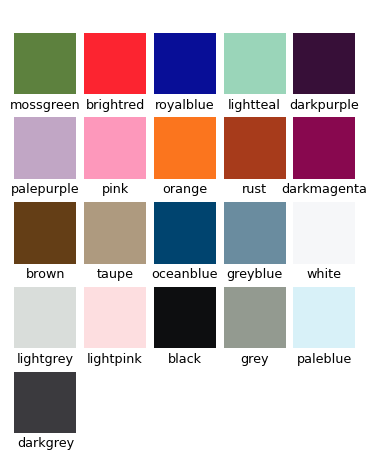 mossgreen brightred royalblue lightteal darkpurple
palepurple pink orange rust darkmagenta
brown taupe oceanblue greyblue white
lightgrey lightpink black grey paleblue
darkgrey